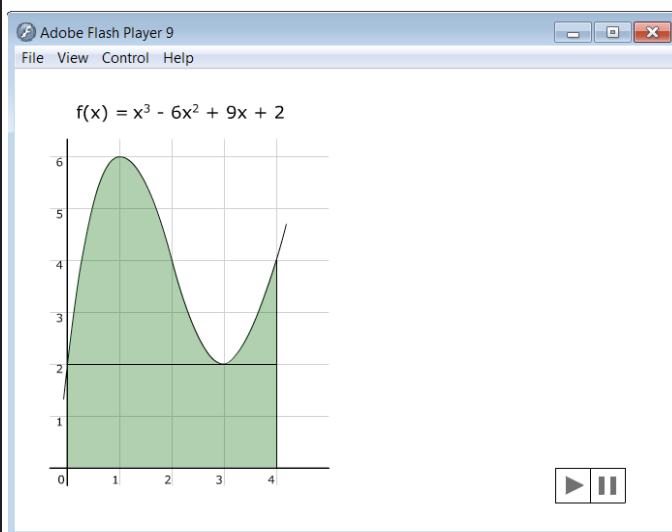 Adobe Flash Player 9
File View Control Help
f(x) = x³ - 6x² + 9x + 2
6
5
4
3
2
1
0 1 2 3 4